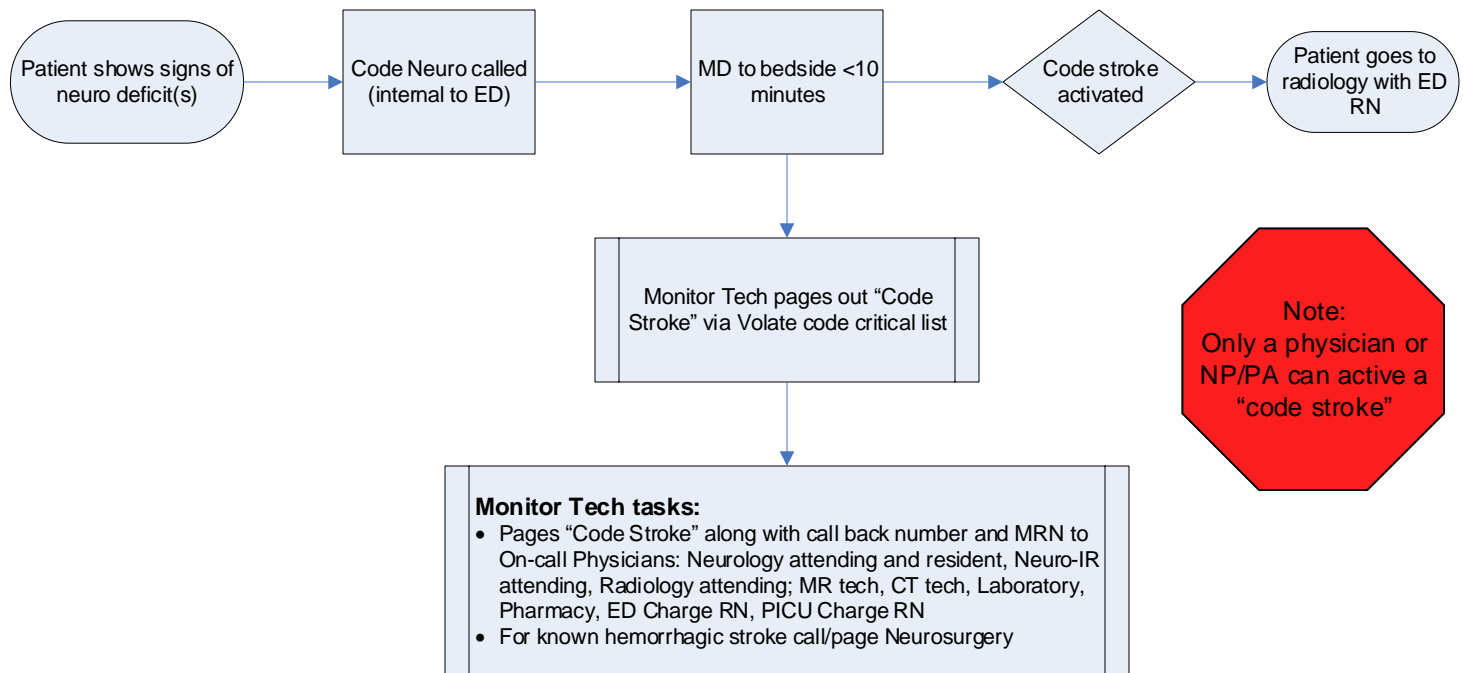 Patient shows signs of
neuro deficit(s)
Code Neuro called
(internal to ED)
MD to bedside <10
minutes
Code stroke
activated
Patient goes to
radiology with ED
RN
Monitor Tech pages out “Code
Stroke” via Volate code critical list
Note:
Only a physician or
NP/PA can active a
“code stroke”
Monitor Tech tasks:
• Pages “Code Stroke” along with call back number and MRN to
On-call Physicians: Neurology attending and resident, Neuro-IR
attending, Radiology attending; MR tech, CT tech, Laboratory,
Pharmacy, ED Charge RN, PICU Charge RN
• For known hemorrhagic stroke call/page Neurosurgery